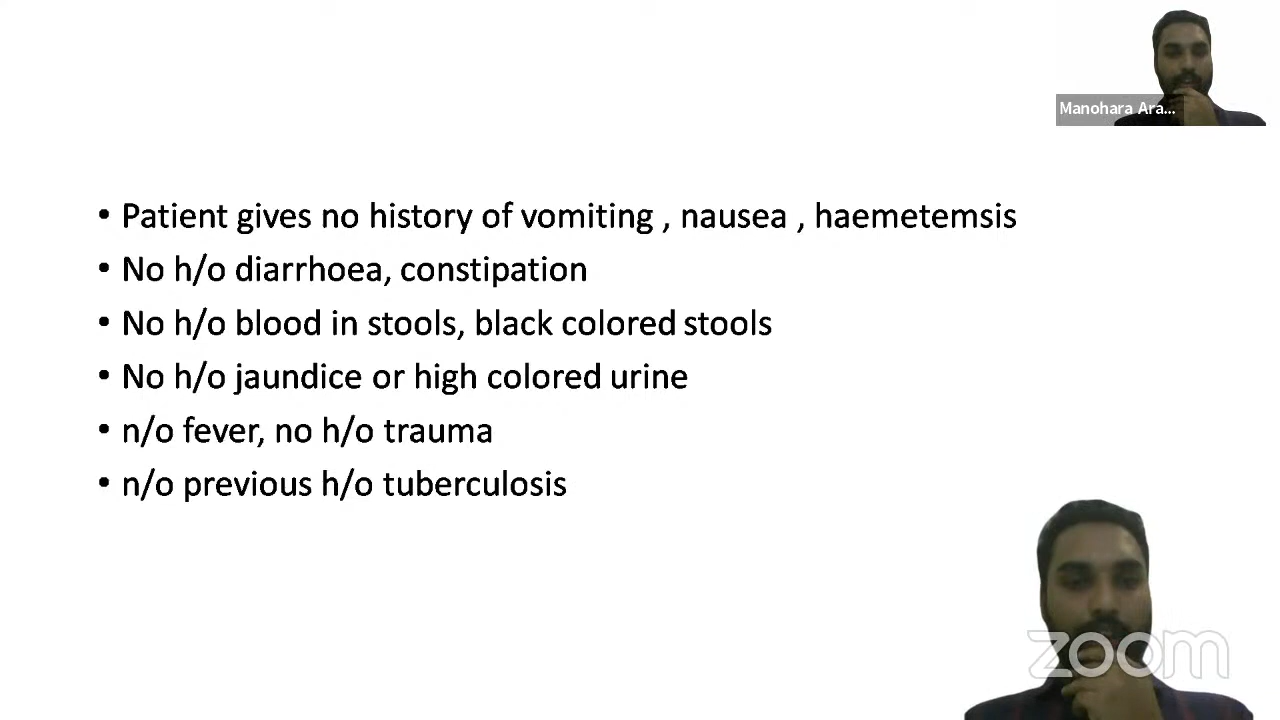 Manohara Ara...
• Patient gives no history of vomiting , nausea , haemetemsis
• No h/o diarrhoea, constipation
• No h/o blood in stools, black colored stools
• No h/o jaundice or high colored urine
• n/o fever, no h/o trauma
• n/o previous h/o tuberculosis
zoom